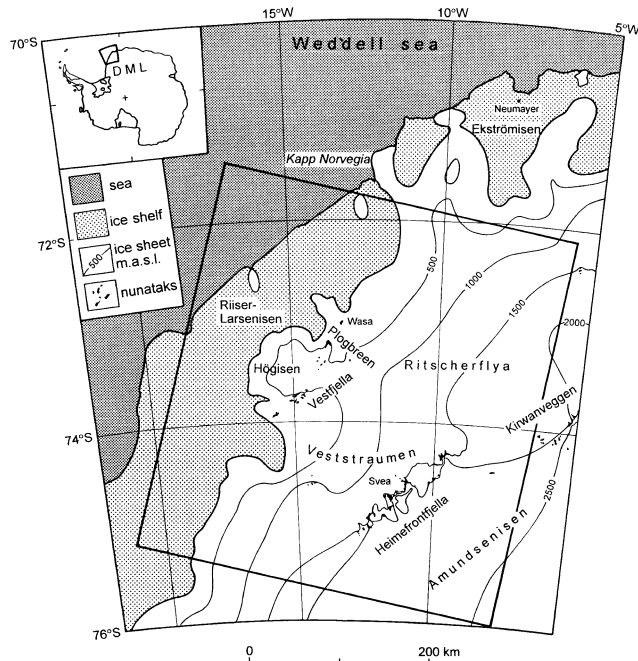 15°W
10°W
5°W
70°S
Weddell sea
DML
Neumayer
Ekströmisen
Kapp Norvegia
sea
ice shelf
500
ice sheet
m.a.s.l.
nunataks
72°S
500
1000
1500
2000
Riiser-
Larsenisen
Wasa
Plogbreen
Högisen
Ritscherflya
Vestfjella
Kirwanveggen
74°S
Veststraumen
Svea
2500
Heimefrontfjella
Amundsenisen
76°S
0
200 km